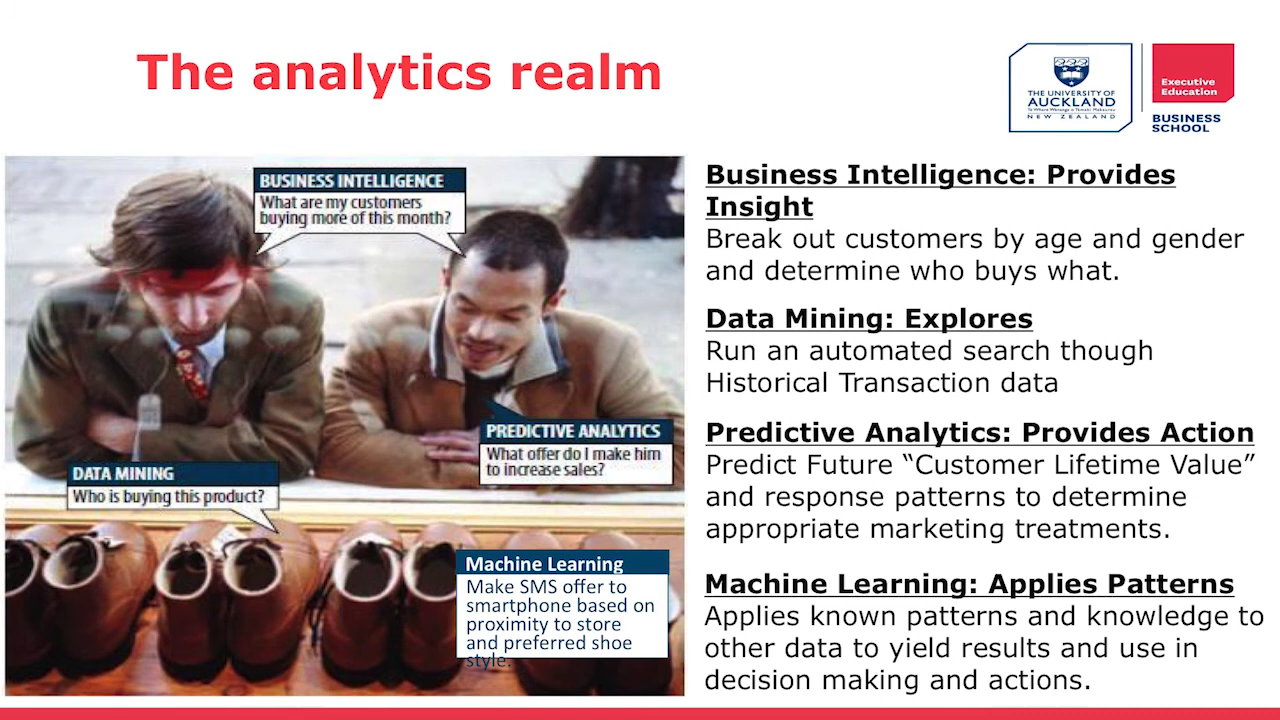 The analytics realm
THE UNIVERSITY OF
AUCKLAND
Te Whare Wananga o Tamaki Makaurau
NEW ZEALAND
Executive
Education
BUSINESS
SCHOOL
BUSINESS INTELLIGENCE
What are my customers
buying more of this month?
PREDICTIVE ANALYTICS
What offer do I make him
to increase sales?
DATA MINING
Who is buying this product?
Machine Learning
Make SMS offer to
smartphone based on
proximity to store
and preferred shoe
style.
Business Intelligence: Provides
Insight
Break out customers by age and gender
and determine who buys what.
Data Mining: Explores
Run an automated search though
Historical Transaction data
Predictive Analytics: Provides Action
Predict Future “Customer Lifetime Value”
and response patterns to determine
appropriate marketing treatments.
Machine Learning: Applies Patterns
Applies known patterns and knowledge to
other data to yield results and use in
decision making and actions.